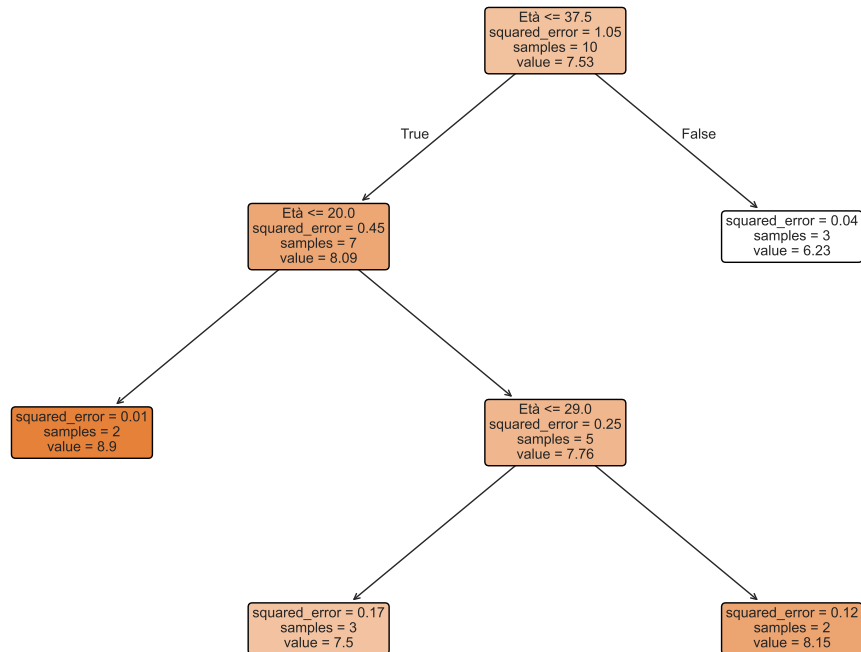 Età <= 37.5
squared_error = 1.05
samples = 10
value = 7.53
True
False
Età <= 20.0
squared_error = 0.45
samples = 7
value = 8.09
squared_error = 0.04
samples = 3
value = 6.23
squared_error = 0.01
samples = 2
value = 8.9
Età <= 29.0
squared_error = 0.25
samples = 5
value = 7.76
squared_error = 0.17
samples = 3
value = 7.5
squared_error = 0.12
samples = 2
value = 8.15